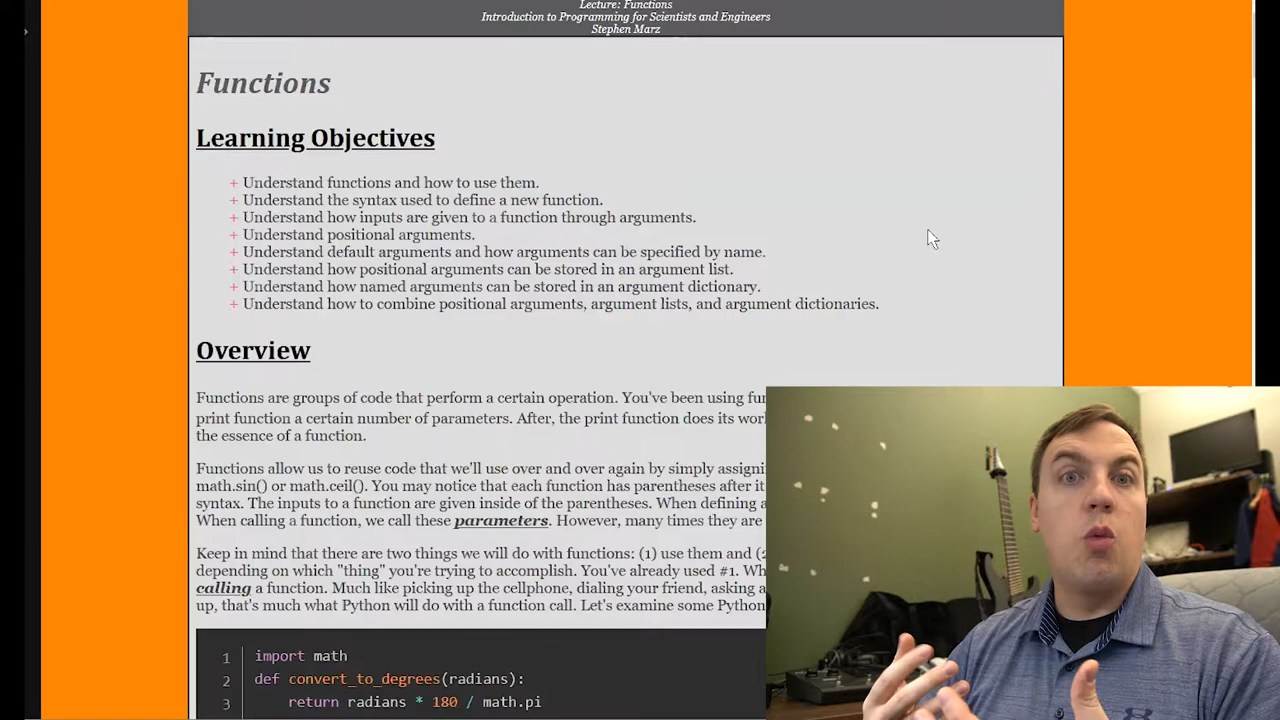 Lecture: Functions
Introduction to Programming for Scientists and Engineers
Stephen Marz
Functions
Learning Objectives
+ Understand functions and how to use them.
+ Understand the syntax used to define a new function.
+ Understand how inputs are given to a function through arguments.
+ Understand positional arguments.
+ Understand default arguments and how arguments can be specified by name.
+ Understand how positional arguments can be stored in an argument list.
+ Understand how named arguments can be stored in an argument dictionary.
+ Understand how to combine positional arguments, argument lists, and argument dictionaries.
Overview
Functions are groups of code that perform a certain operation. You've been using
print function a certain number of parameters. After, the print function does its
the essence of a function.
Functions allow us to reuse code that we'll use over and over again by simply
math.sin() or math.ceil(). You may notice that each function has parentheses after it
syntax. The inputs to a function are given inside of the parentheses. When defining a
When calling a function, we call these parameters. However, many times they are
Keep in mind that there are two things we will do with functions: (1) use them and
depending on which "thing" you're trying to accomplish. You've already used #1.
calling a function. Much like picking up the cellphone, dialing your friend, asking a
up, that's much what Python will do with a function call. Let's examine some Python
1 import math
2 def convert_to_degrees(radians):
3 return radians * 180 / math.pi